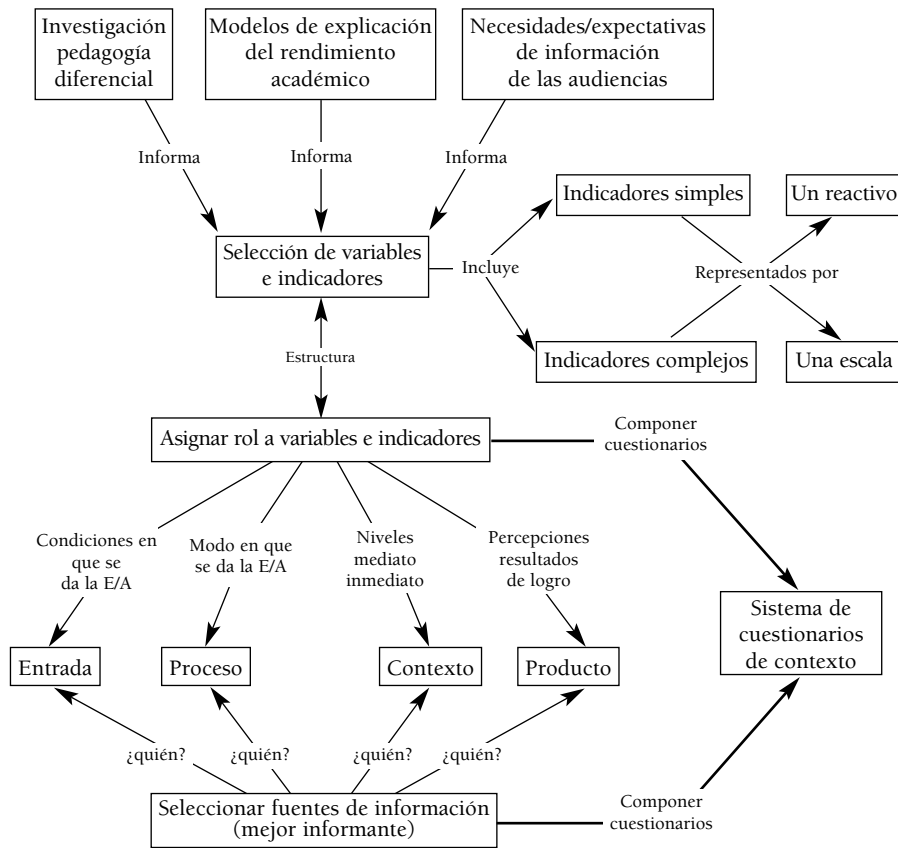 Investigación
pedagogía
diferencial
Modelos de explicación
del rendimiento
académico
Necesidades/expectativas
de información
de las audiencias
Informa
Informa
Informa
Indicadores simples
Un reactivo
Selección de variables
e indicadores
Incluye
Representados por
Indicadores complejos
Una escala
Estructura
Asignar rol a variables e indicadores
Componer
cuestionarios
Condiciones en
que se
da la E/A
Modo en que
se da la E/A
Niveles
mediato
inmediato
Percepciones
resultados
de logro
Sistema de
cuestionarios
de contexto
Entrada
Proceso
Contexto
Producto
¿quién?
¿quién?
¿quién?
¿quién?
Seleccionar fuentes de información
(mejor informante)
Componer
cuestionarios